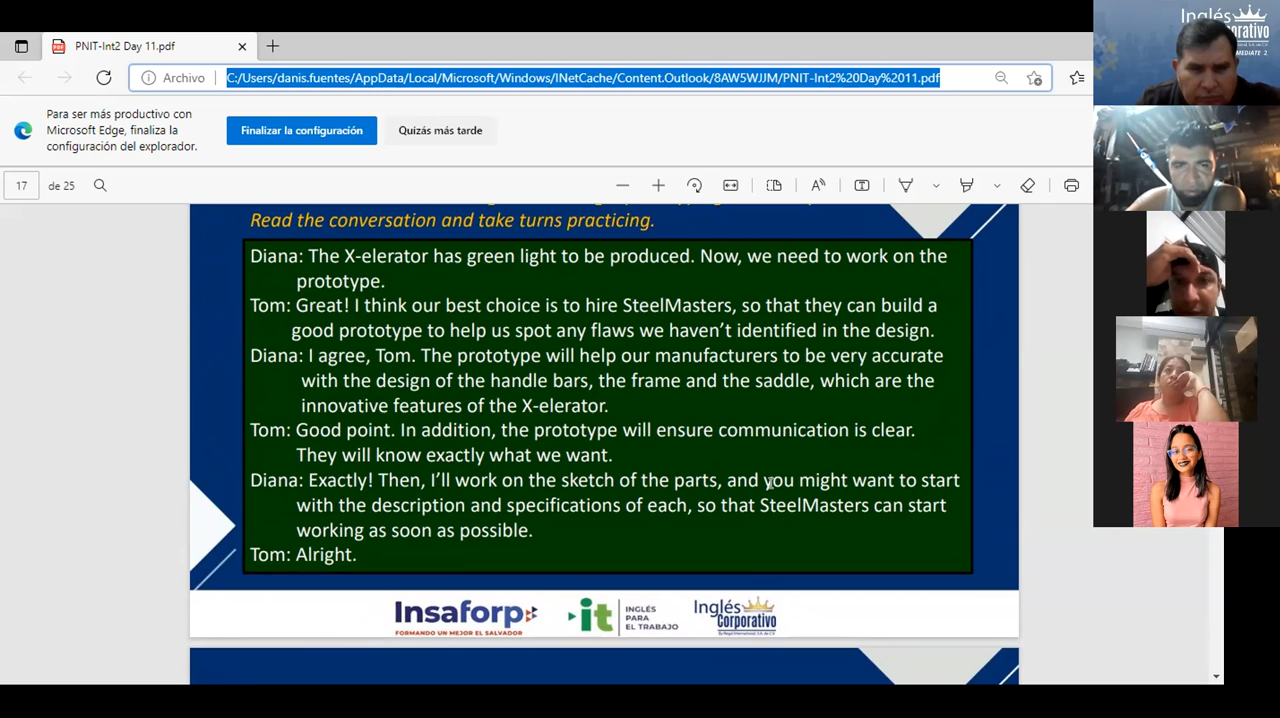 PNIT-Int2 Day 11.pdf
Archivo
C:/Users/danis.fuentes/AppData/Local/Microsoft/Windows/INetCache/Content.Outlook/8AW5WJJM/PNIT-Int2%20Day%2011.pdf
Para ser más productivo con
Microsoft Edge, finaliza la
configuración del explorador.
Finalizar la configuración
Quizás más tarde
17 de 25
Read the conversation and take turns practicing.
Diana: The X-elerator has green light to be produced. Now, we need to work on the
prototype.
Tom: Great! I think our best choice is to hire SteelMasters, so that they can build a
good prototype to help us spot any flaws we haven't identified in the design.
Diana: I agree, Tom. The prototype will help our manufacturers to be very accurate
with the design of the handle bars, the frame and the saddle, which are the
innovative features of the X-elerator.
Tom: Good point. In addition, the prototype will ensure communication is clear.
They will know exactly what we want.
Diana: Exactly! Then, I'll work on the sketch of the parts, and you might want to start
with the description and specifications of each, so that SteelMasters can start
working as soon as possible.
Tom: Alright.
Insaforp
FORMANDO UN MEJOR EL SALVADOR
it
INGLÉS
PARA
EL TRABAJO
Inglés
Corporativo
By Regal International, S.A. de C.V.
Inglés